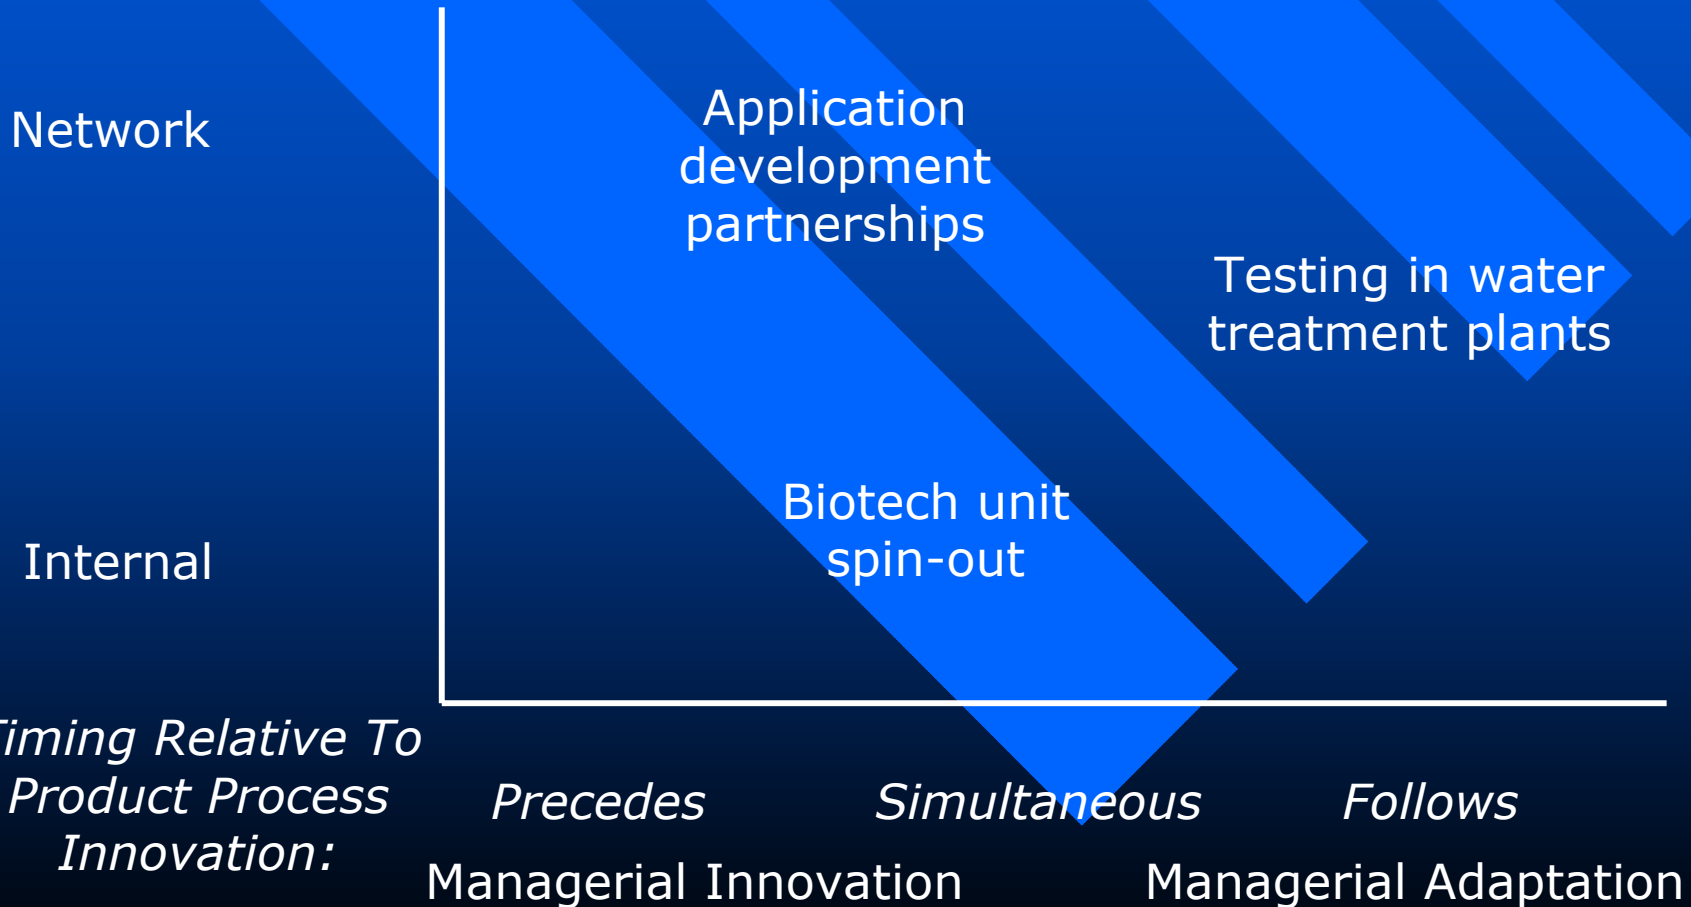 Network
Application
development
partnerships
Testing in water
treatment plants
Internal
Biotech unit
spin-out
Timing Relative To
Product Process
Innovation:
Precedes
Simultaneous
Follows
Managerial Innovation
Managerial Adaptation